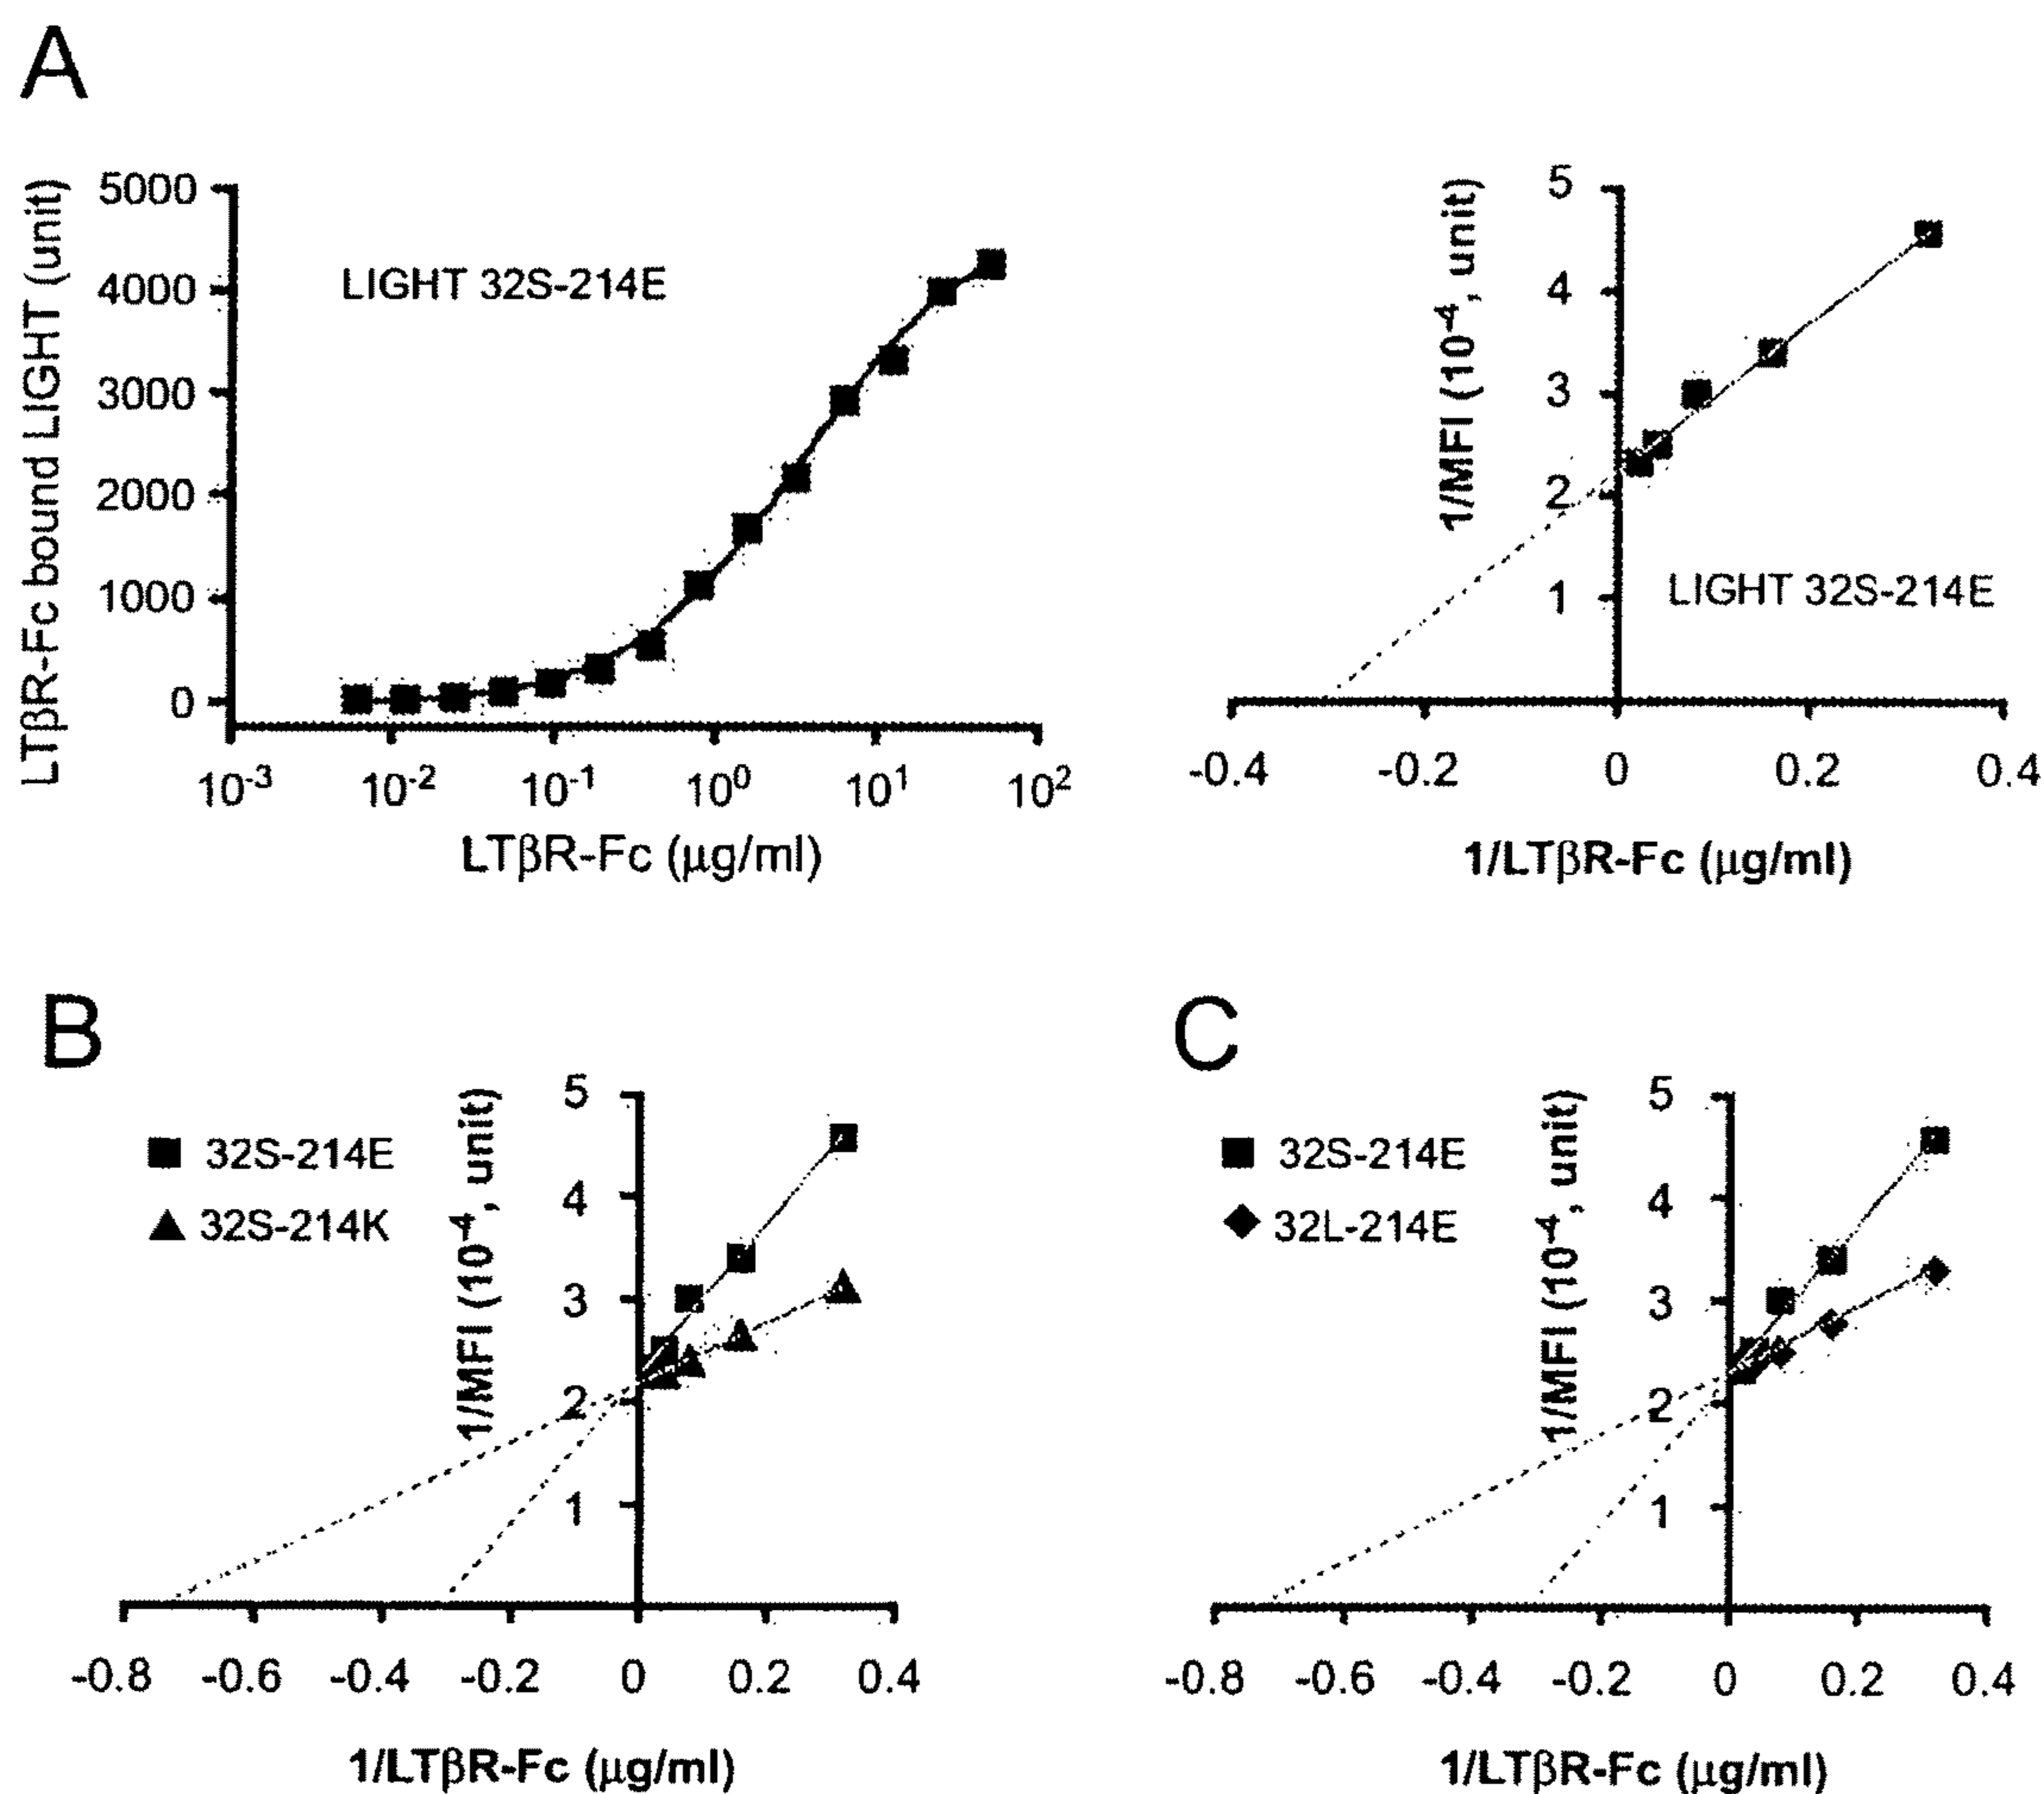 A
LTβR-Fc bound LIGHT (unit)
5000
4000
3000
2000
1000
0
LIGHT 32S-214E
10-3
10-2
10-1
100
101
102
LTβR-Fc (μg/ml)
1/MFI (10-4, unit)
5
4
3
2
1
LIGHT 32S-214E
-0.4
-0.2
0
0.2
0.4
1/LTβR-Fc (μg/ml)
B
32S-214E
32S-214K
1/MFI (10-4, unit)
5
4
3
2
1
-0.8
-0.6
-0.4
-0.2
0
0.2
0.4
1/LTβR-Fc (μg/ml)
C
32S-214E
32L-214E
1/MFI (10-4, unit)
5
4
3
2
1
-0.8
-0.6
-0.4
-0.2
0
0.2
0.4
1/LTβR-Fc (μg/ml)